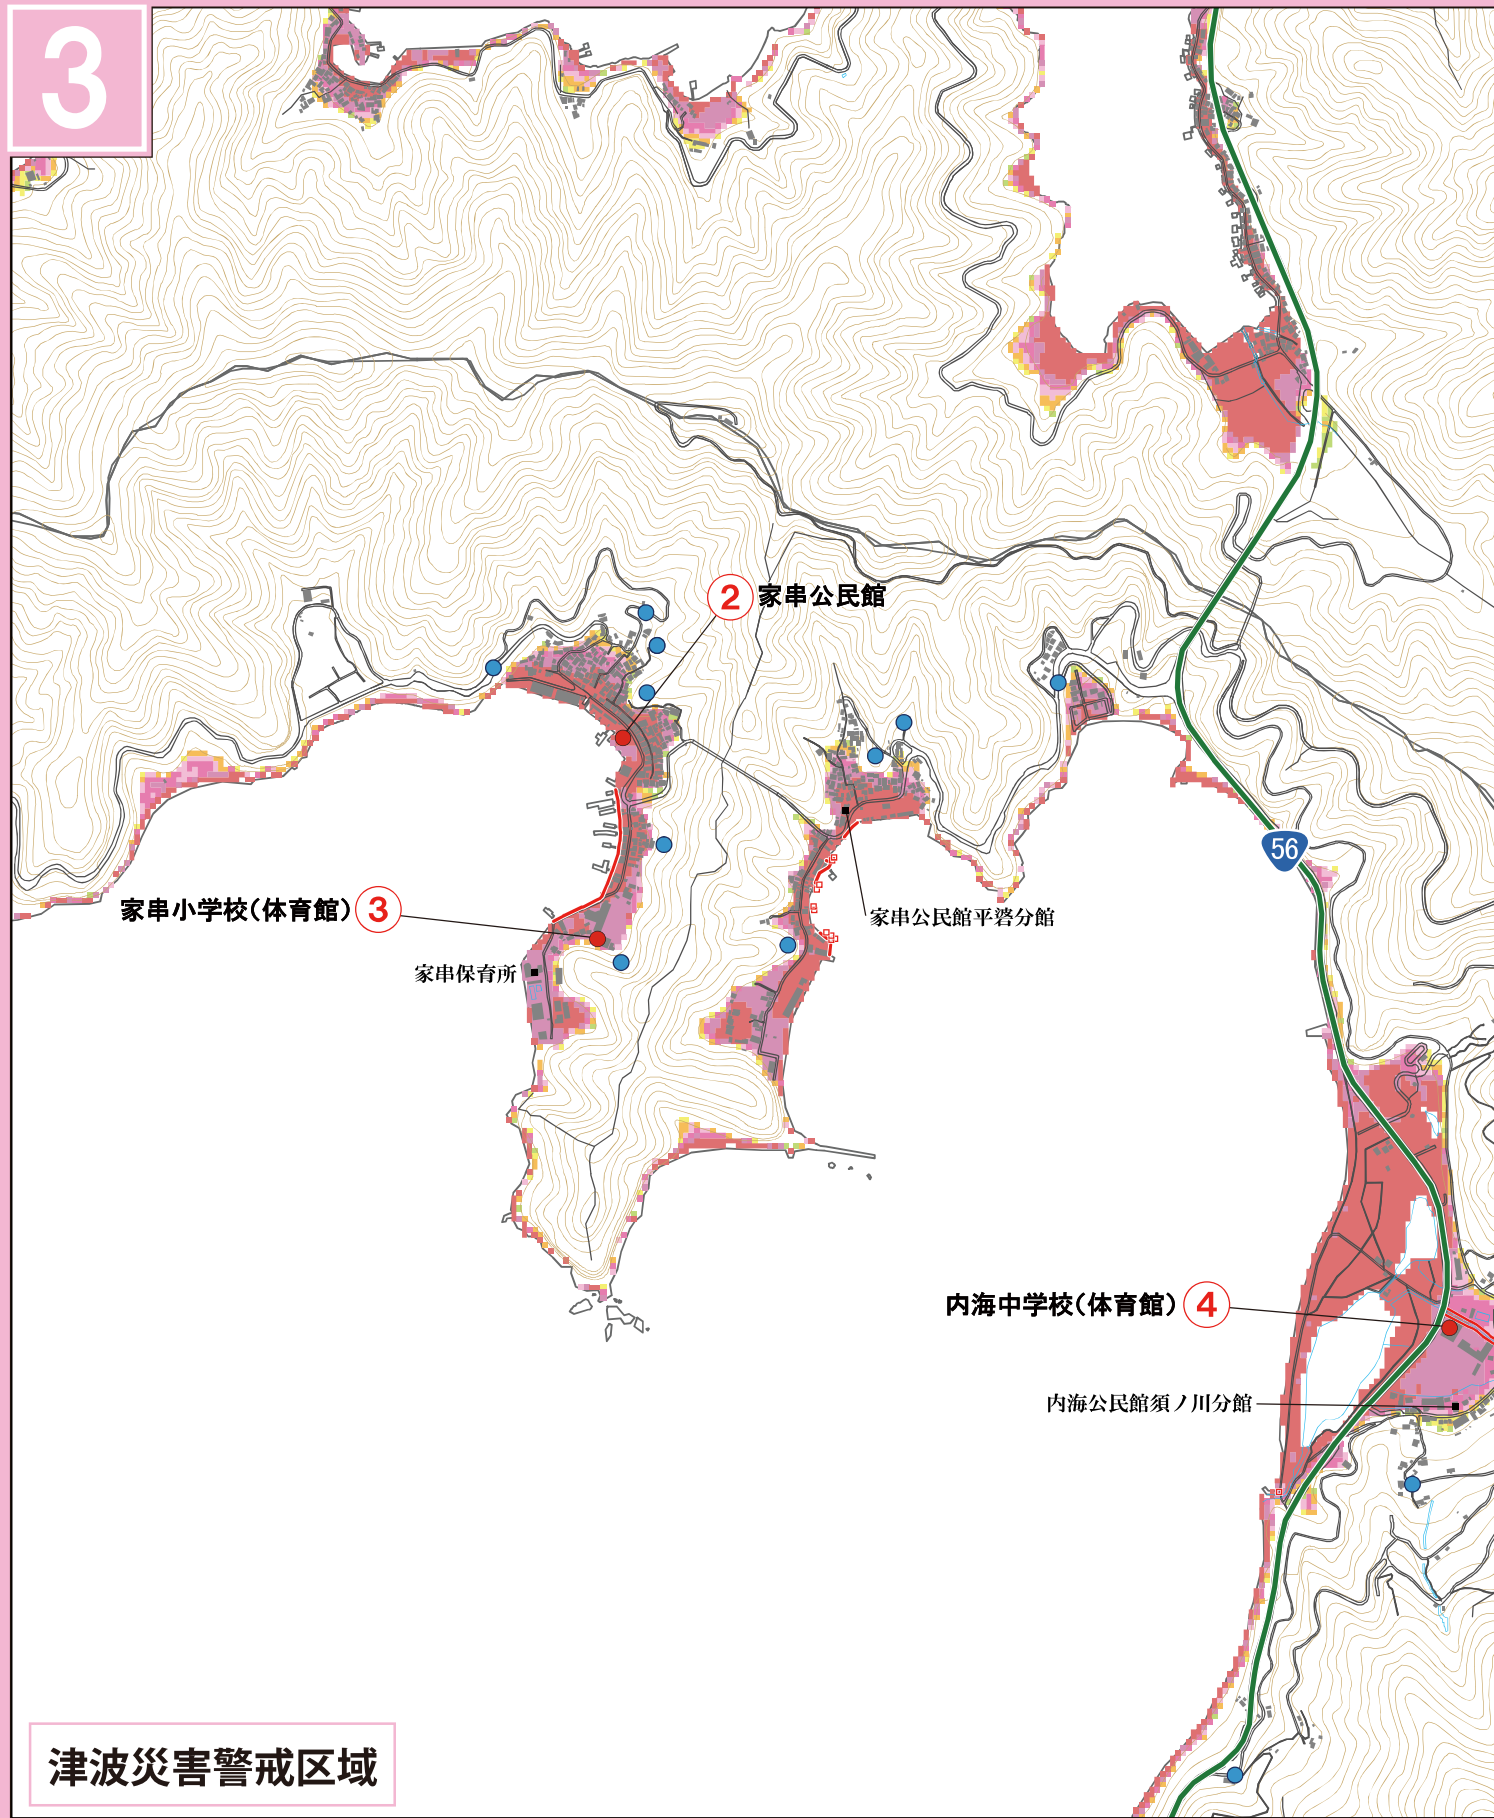 3
② 家串公民館
家串小学校(体育館) ③
家串公民館平碆分館
家串保育所
56
内海中学校(体育館) ④
内海公民館須ノ川分館
津波災害警戒区域